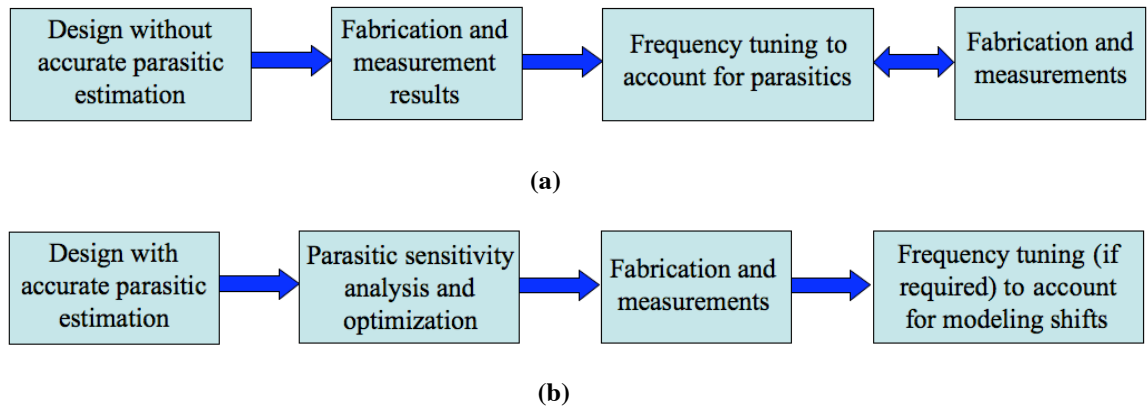 Design without
accurate parasitic
estimation
Fabrication and
measurement
results
Frequency tuning to
account for parasitics
Fabrication and
measurements
(a)
Design with
accurate parasitic
estimation
Parasitic sensitivity
analysis and
optimization
Fabrication and
measurements
Frequency tuning (if
required) to account
for modeling shifts
(b)